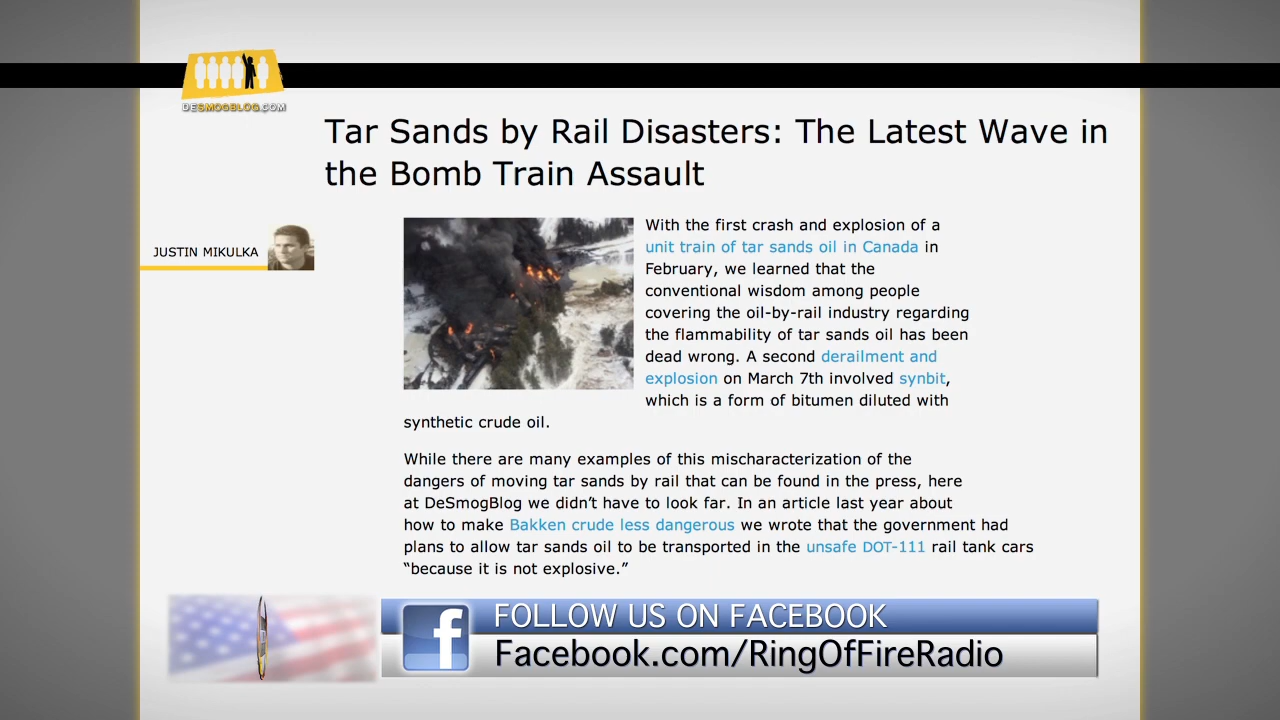 DESMOGBLOG.COM
Tar Sands by Rail Disasters: The Latest Wave in
the Bomb Train Assault
JUSTIN MIKULKA
With the first crash and explosion of a
unit train of tar sands oil in Canada in
February, we learned that the
conventional wisdom among people
covering the oil-by-rail industry regarding
the flammability of tar sands oil has been
dead wrong. A second derailment and
explosion on March 7th involved synbit,
which is a form of bitumen diluted with
synthetic crude oil.
While there are many examples of this mischaracterization of the
dangers of moving tar sands by rail that can be found in the press, here
at DeSmogBlog we didn’t have to look far. In an article last year about
how to make Bakken crude less dangerous we wrote that the government had
plans to allow tar sands oil to be transported in the unsafe DOT-111 rail tank cars
“because it is not explosive.”
f
FOLLOW US ON FACEBOOK
Facebook.com/RingOfFireRadio